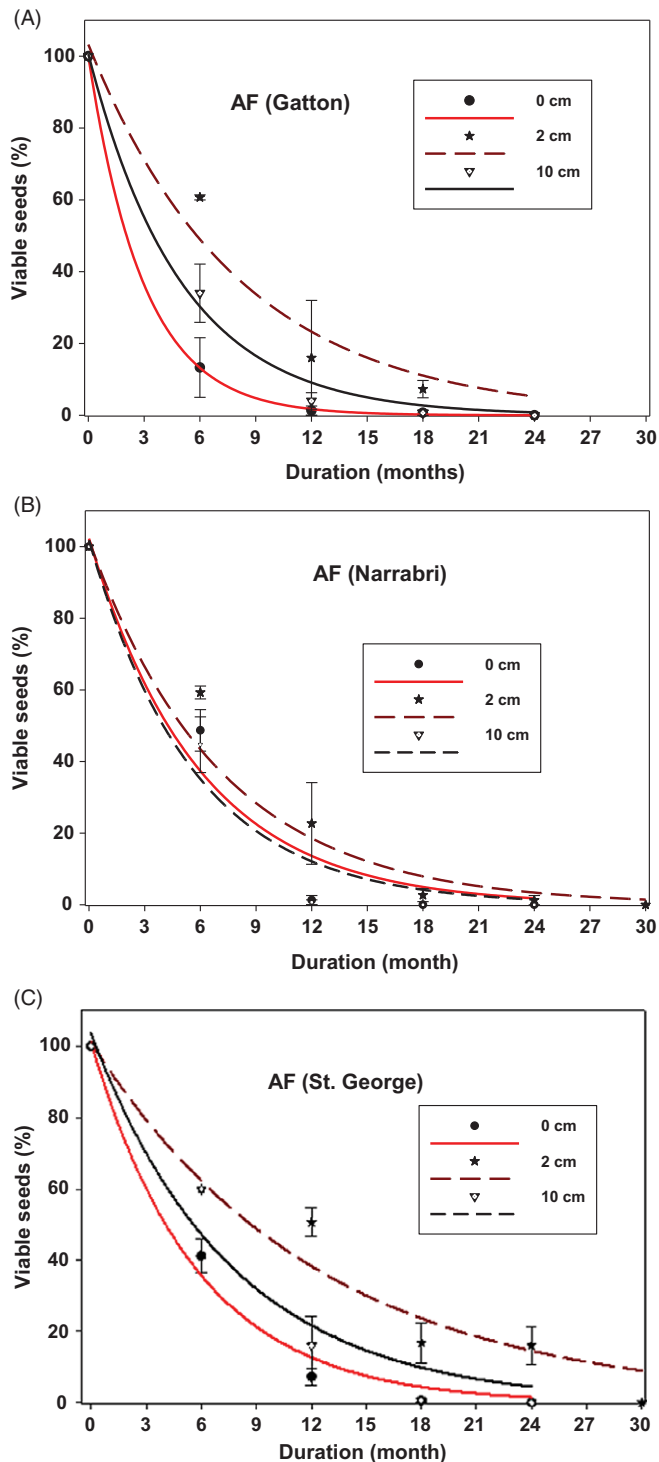 (A)
AF (Gatton)
0 cm
2 cm
10 cm
100
80
60
40
20
0
Viable seeds (%)
0 3 6 9 12 15 18 21 24 27 30
Duration (months)
(B)
AF (Narrabri)
0 cm
2 cm
10 cm
100
80
60
40
20
0
Viable seeds (%)
0 3 6 9 12 15 18 21 24 27 30
Duration (month)
(C)
AF (St. George)
0 cm
2 cm
10 cm
100
80
60
40
20
0
Viable seeds (%)
0 3 6 9 12 15 18 21 24 27 30
Duration (month)